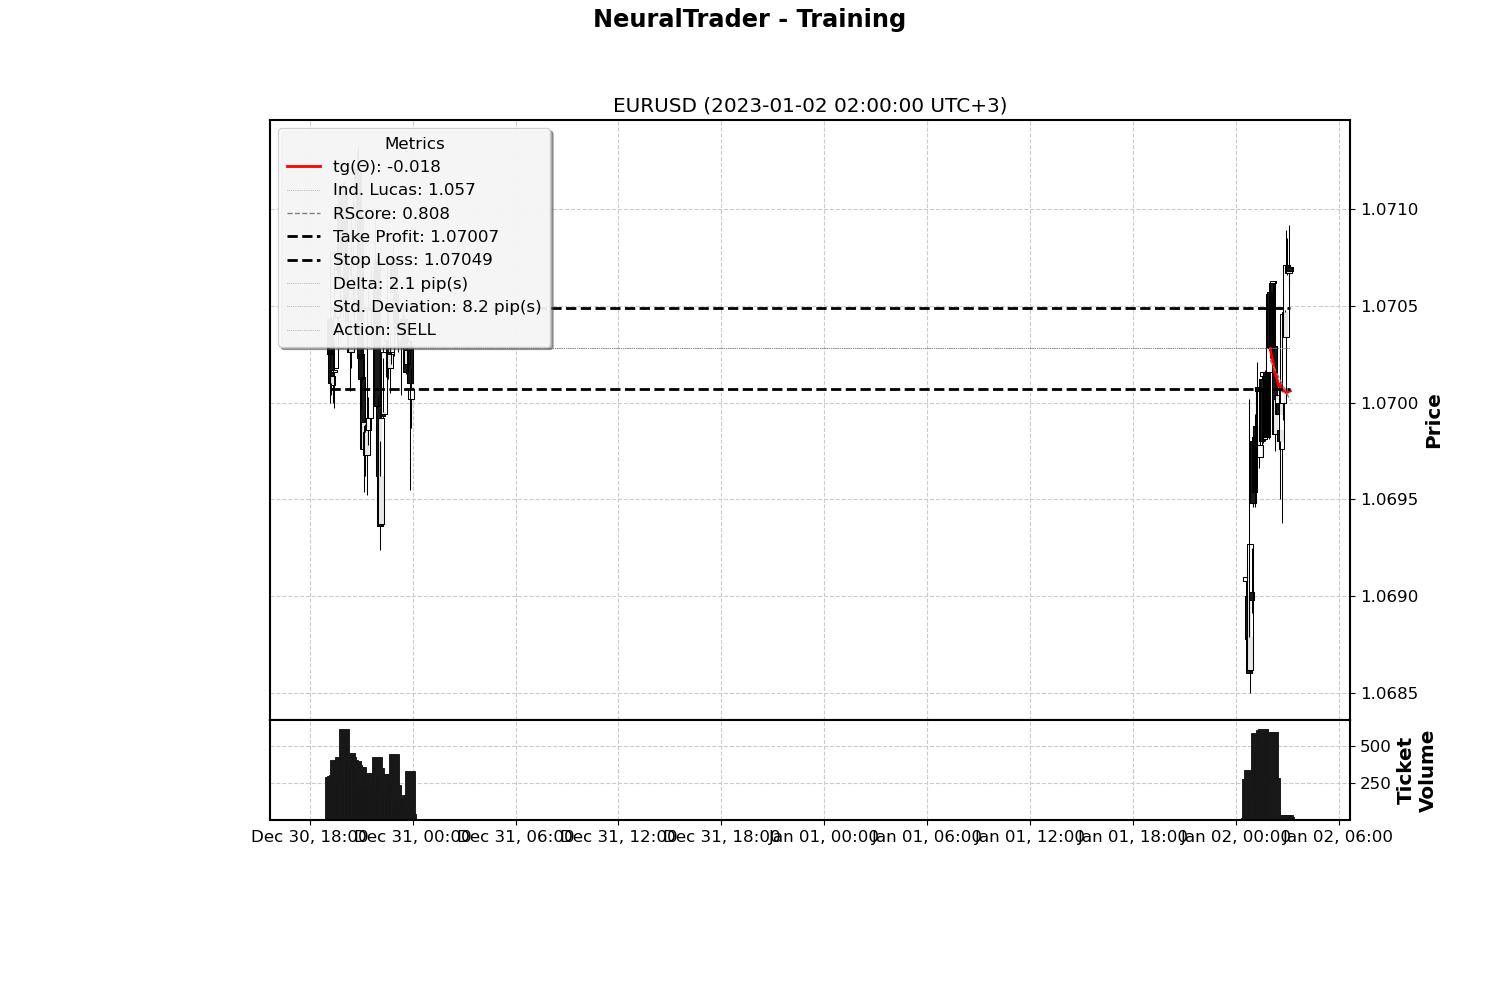 NeuralTrader - Training
EURUSD (2023-01-02 02:00:00 UTC+3)
Metrics
tg(Θ): -0.018
Ind. Lucas: 1.057
RScore: 0.808
Take Profit: 1.07007
Stop Loss: 1.07049
Delta: 2.1 pip(s)
Std. Deviation: 8.2 pip(s)
Action: SELL
1.0710
1.0705
1.0700
1.0695
1.0690
1.0685
Price
500
250
Ticket
Volume
Dec 30, 18:00 Dec 31, 00:00 Dec 31, 06:00 Dec 31, 12:00 Dec 31, 18:00 Jan 01, 00:00 Jan 01, 06:00 Jan 01, 12:00 Jan 01, 18:00 Jan 02, 00:00 Jan 02, 06:00